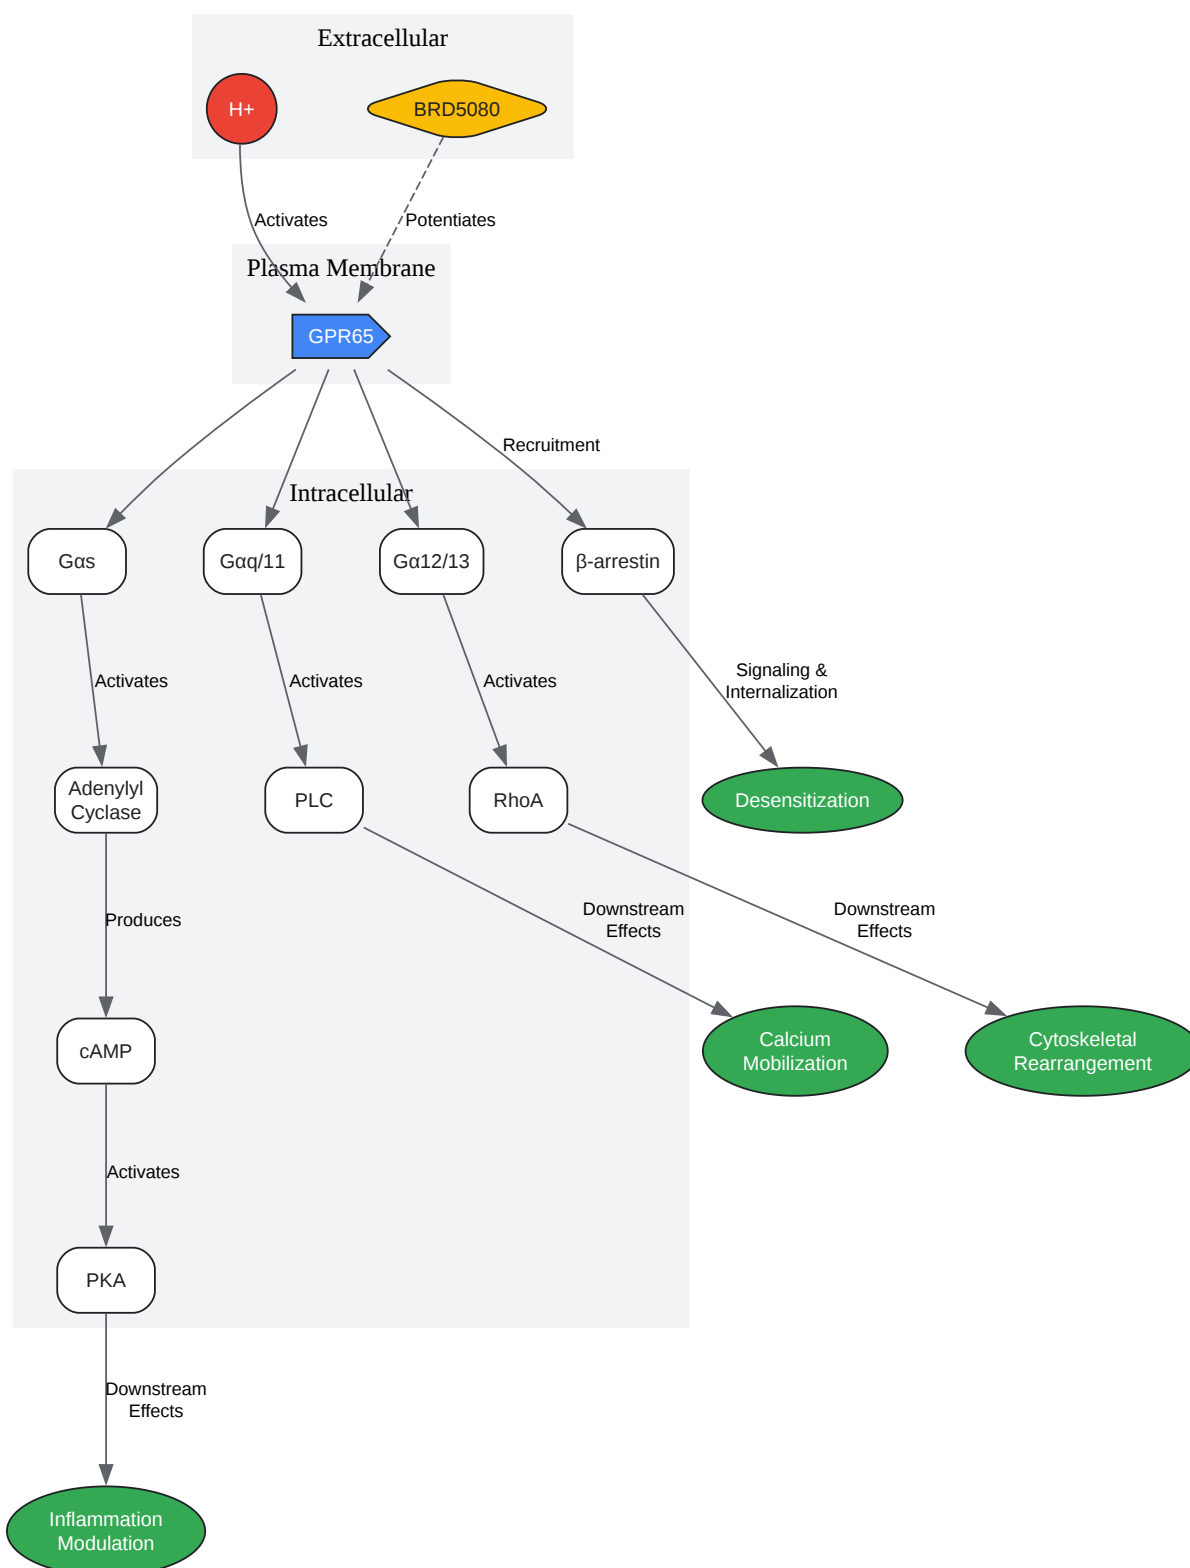 Extracellular
H+
BRD5080
Activates
Potentiates
Plasma Membrane
GPR65
Recruitment
Intracellular
Gαs
Gαq/11
Gα12/13
β-arrestin
Activates
Activates
Activates
Signaling &
Internalization
Adenylyl
Cyclase
PLC
RhoA
Desensitization
Produces
Downstream
Effects
Downstream
Effects
cAMP
Calcium
Mobilization
Cytoskeletal
Rearrangement
Activates
PKA
Downstream
Effects
Inflammation
Modulation